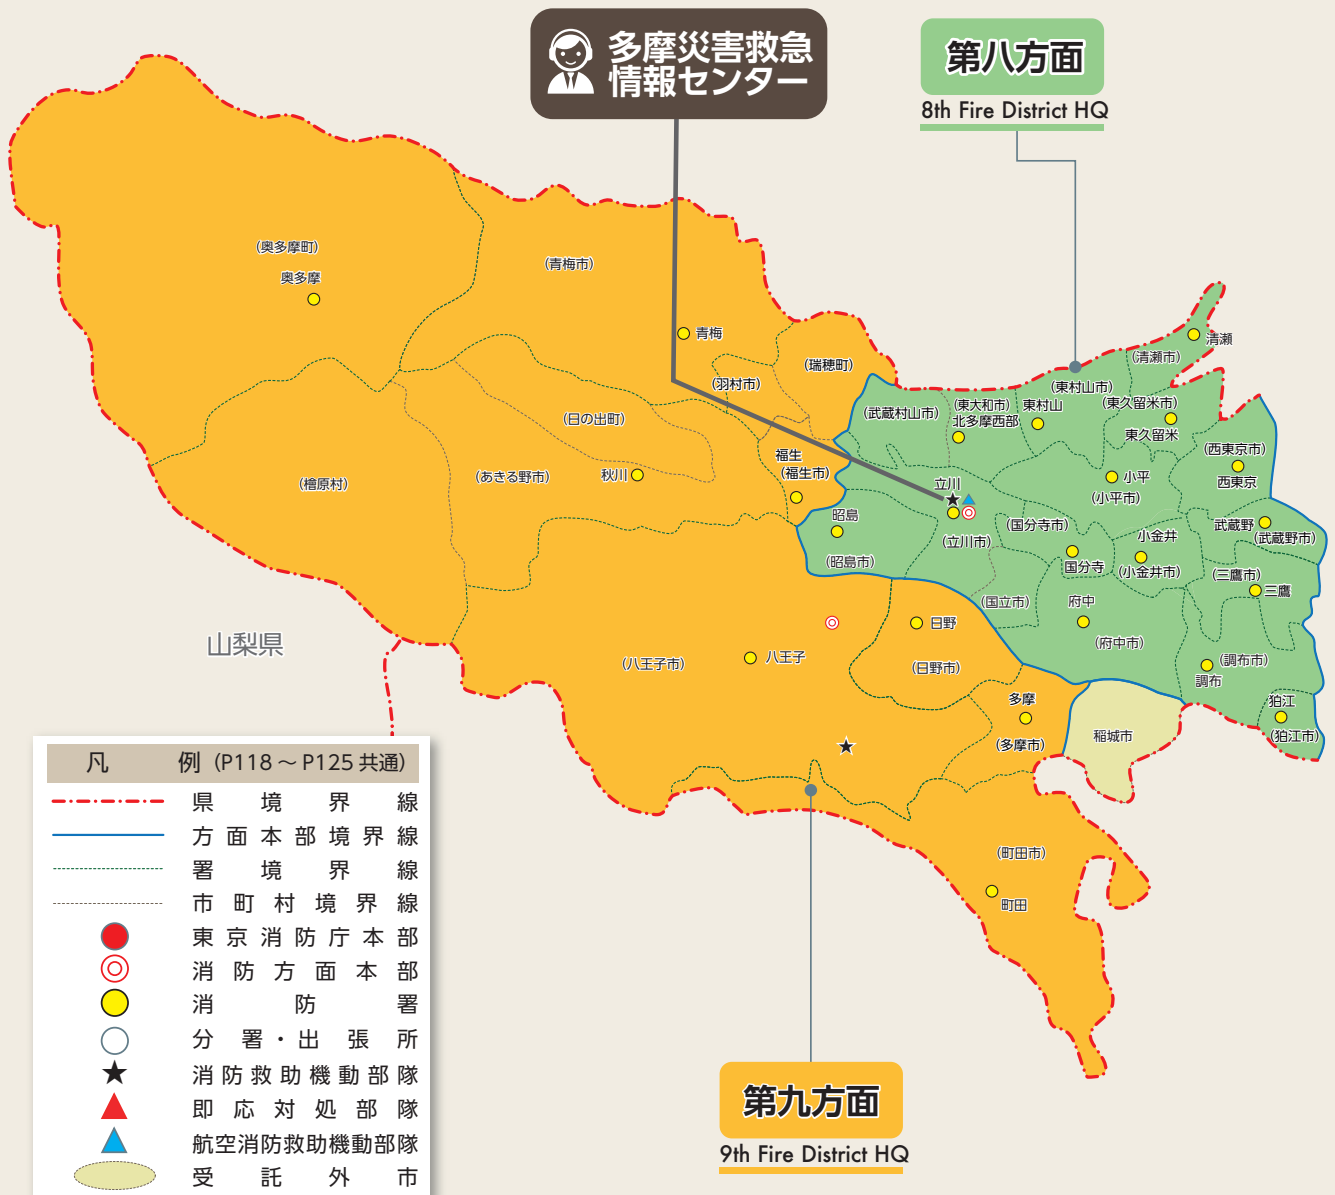 多摩災害救急
情報センター
第八方面
8th Fire District HQ
(奥多摩町)
奥多摩
(青梅市)
青梅
(瑞穂町)
(羽村市)
(日の出町)
(檜原村)
(あきる野市)
秋川
福生
(福生市)
清瀬
(清瀬市)
(東村山市)
東村山
(東久留米市)
東久留米
(武蔵村山市)
(東大和市)
北多摩西部
(西東京市)
西東京
小平
(小平市)
立川
(立川市)
昭島
(昭島市)
(国分寺市)
国分寺
小金井
(小金井市)
武蔵野
(武蔵野市)
(三鷹市)
三鷹
(国立市)
府中
(府中市)
(調布市)
調布
狛江
(狛江市)
日野
(日野市)
八王子
(八王子市)
多摩
(多摩市)
稲城市
(町田市)
町田
山梨県
凡例(P118～P125共通)
県境界線
方面本部境界線
署境界線
市町村境界線
東京消防庁本部
消防方面本部
消防署
分署・出張所
消防救助機動部隊
即応対処部隊
航空消防救助機動部隊
受託外市
第九方面
9th Fire District HQ